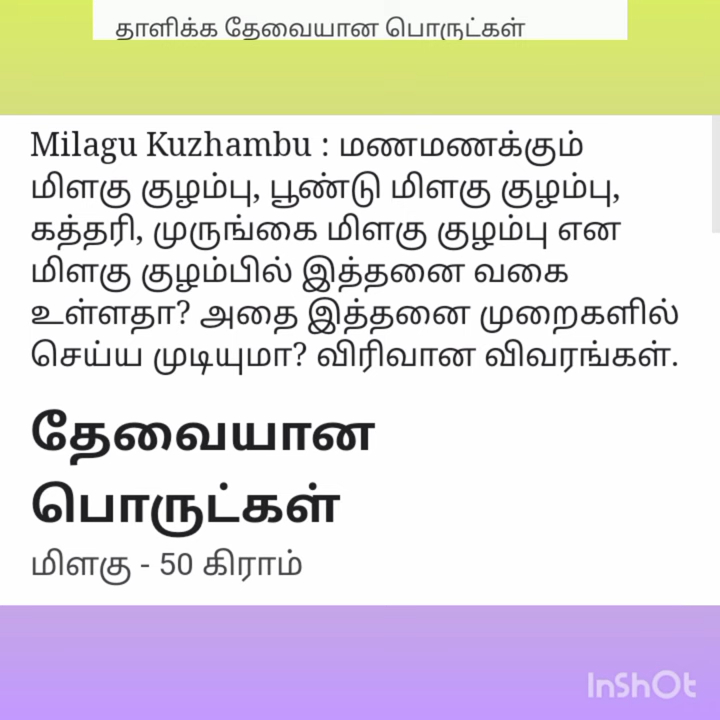 தாளிக்க தேவையான பொருட்கள்
Milagu Kuzhambu : மணமணக்கும்
மிளகு குழம்பு, பூண்டு மிளகு குழம்பு,
கத்தரி, முருங்கை மிளகு குழம்பு என
மிளகு குழம்பில் இத்தனை வகை
உள்ளதா? அதை இத்தனை முறைகளில்
செய்ய முடியுமா? விரிவான விவரங்கள்.
தேவையான
பொருட்கள்
மிளகு - 50 கிராம்
InShOt